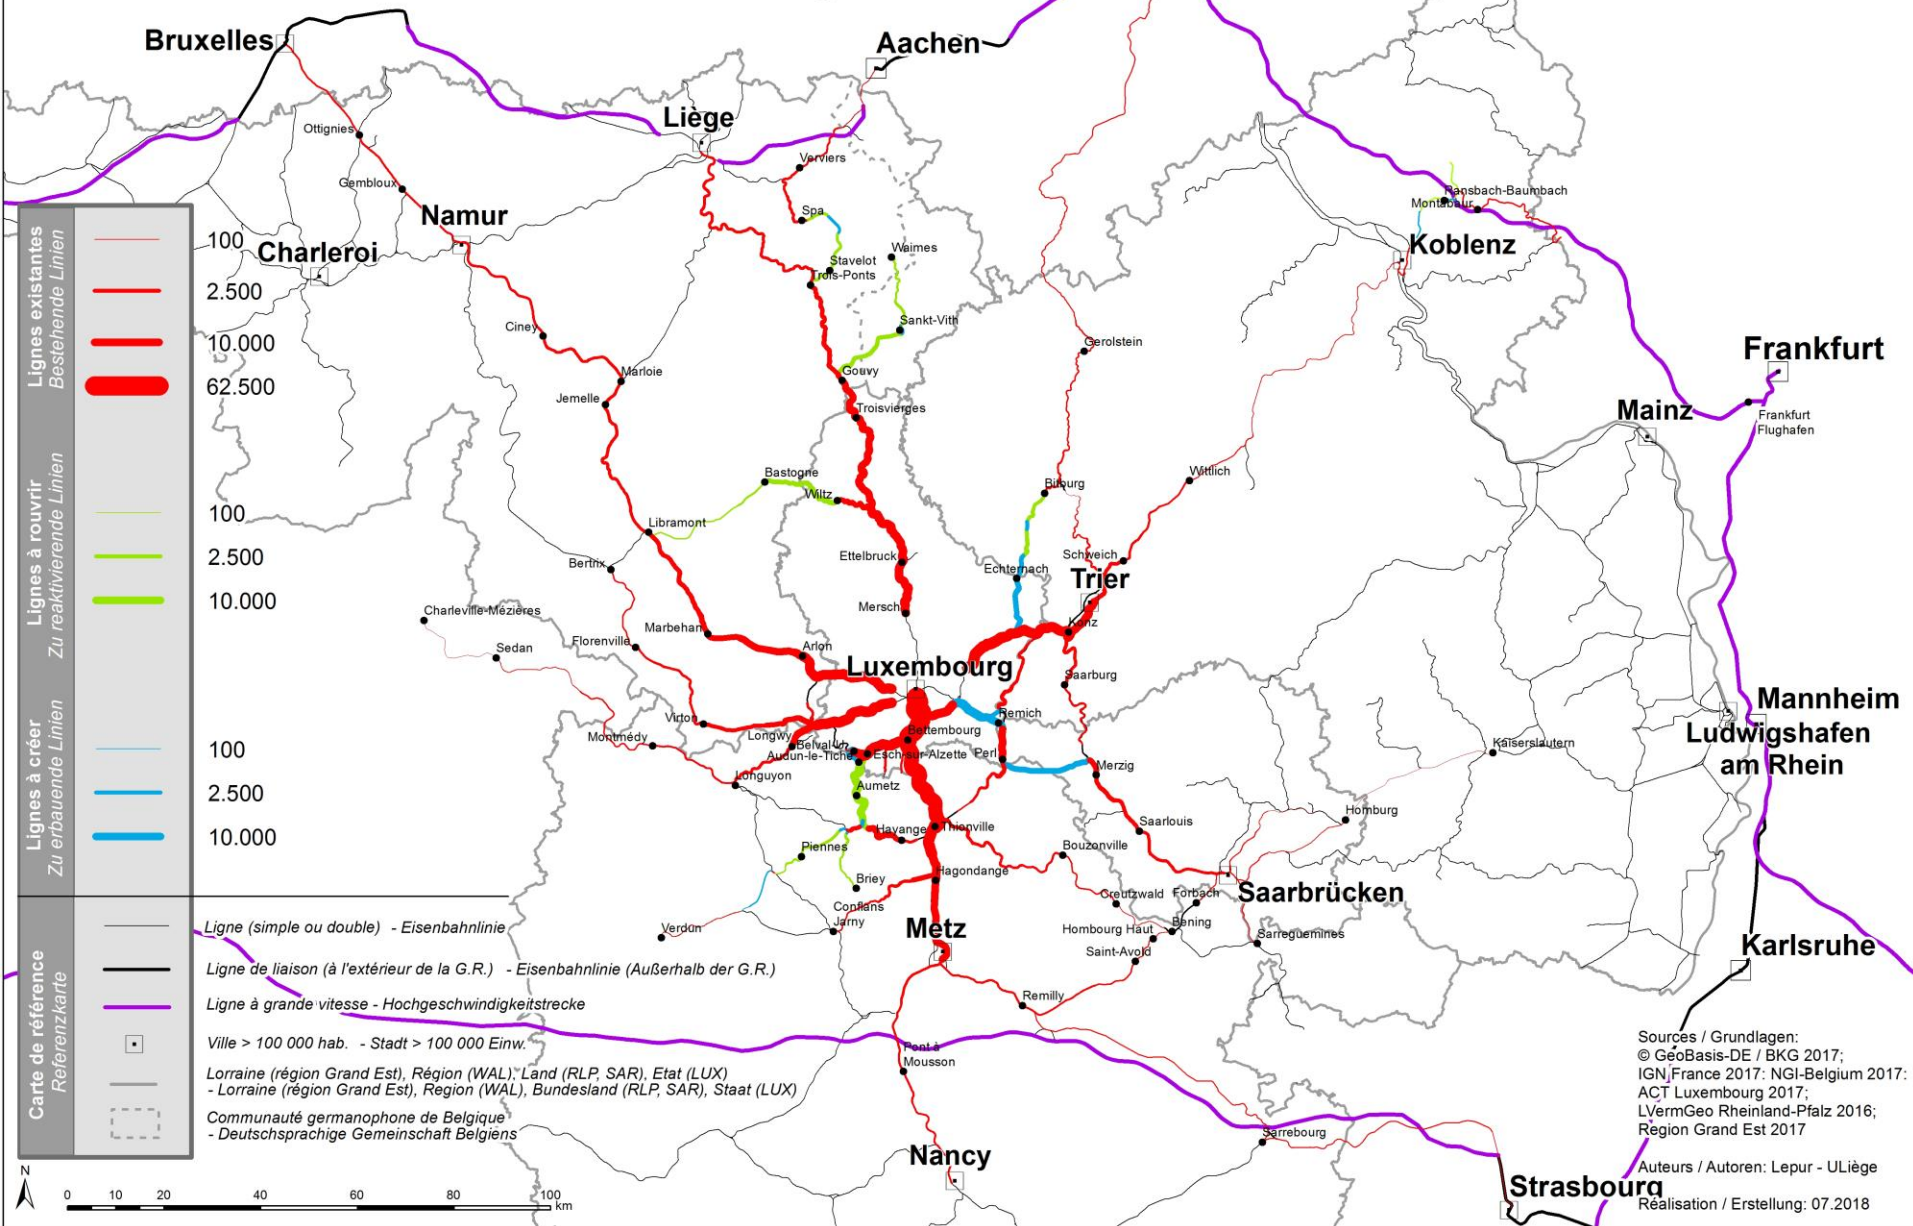 Bruxelles
Aachen
Liège
Ottignies
Verviers
Gembloux
Ransbach-Baumbach
Montabaur
Namur
Spa
Charleroi
Koblenz
Waimes
Stavelot
Trois-Ponts
Ciney
Sankt-Vith
Gerolstein
Frankfurt
Marloie
Gouvy
Jemelle
Troisvierges
Mainz
Frankfurt
Flughafen
Bastogne
Wiltz
Bitburg
Wittlich
Libramont
Ettelbruck
Schweich
Bertrix
Echternach
Trier
Charleville-Mézières
Mersch
Konz
Sedan
Florenville
Marbehan
Arlon
Luxembourg
Saarburg
Mannheim
Virton
Remich
Ludwigshafen
am Rhein
Montmédy
Longwy
Belval-Un
Bettembourg
Kaiserslautern
Audun-le-Tiche
Esch-sur-Alzette
Perl
Merzig
Longuyon
Aumetz
Homburg
Hayange
Thionville
Saarlouis
Piennes
Bouzonville
Briey
Hagondange
Saarbrücken
Conflans
Jarny
Creutzwald
Forbach
Verdun
Metz
Hombourg Haut
Béning
Sarreguemines
Saint-Avold
Karlsruhe
Remilly
Pont à
Mousson
Sarrebourg
Nancy
Strasbourg
Lignes existantes
Bestehende Linien
100
2.500
10.000
62.500
Lignes à rouvrir
Zu reaktivierende Linien
100
2.500
10.000
Lignes à créer
Zu erbauende Linien
100
2.500
10.000
Carte de référence
Referenzkarte
Ligne (simple ou double) - Eisenbahnlinie
Ligne de liaison (à l'extérieur de la G.R.) - Eisenbahnlinie (Außerhalb der G.R.)
Ligne à grande vitesse - Hochgeschwindigkeitstrecke
Ville > 100 000 hab. - Stadt > 100 000 Einw.
Lorraine (région Grand Est), Région (WAL), Land (RLP, SAR), Etat (LUX)
- Lorraine (région Grand Est), Region (WAL), Bundesland (RLP, SAR), Staat (LUX)
Communauté germanophone de Belgique
- Deutschsprachige Gemeinschaft Belgiens
N
0 10 20 40 60 80 100
km
Sources / Grundlagen:
© GeoBasis-DE / BKG 2017;
IGN France 2017: NGI-Belgium 2017:
ACT Luxembourg 2017;
LVermGeo Rheinland-Pfalz 2016;
Region Grand Est 2017
Auteurs / Autoren: Lepur - ULiège
Réalisation / Erstellung: 07.2018